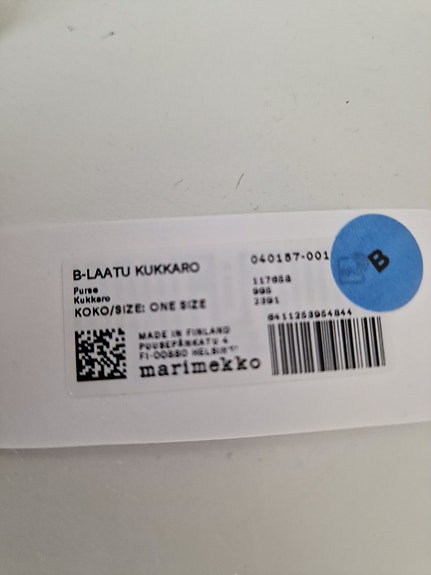 B-LAATU KUKKARO
040157-001
Purse
Kukkaro
KOKO/SIZE: ONE SIZE
117658
995
2391
MADE IN FINLAND
PUUSEPÄNKATU 4
FI-00880 HELSINKI
marimekko
6411253954844
B